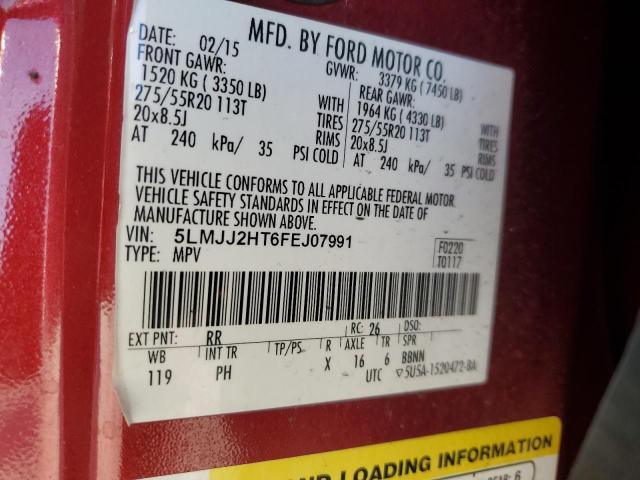 MFD. BY FORD MOTOR CO.
DATE: 02/15 GVWR: 3379 KG (7450 LB)
FRONT GAWR: REAR GAWR:
1520 KG (3350 LB) WITH 1964 KG (4330 LB) WITH
275/55R20 113T TIRES 275/55R20 113T TIRES
20x8.5J RIMS 20x8.5J RIMS
AT 240 kPa/ 35 PSI COLD AT 240 kPa/ 35 PSI COLD
THIS VEHICLE CONFORMS TO ALL APPLICABLE FEDERAL MOTOR
VEHICLE SAFETY STANDARDS IN EFFECT ON THE DATE OF
MANUFACTURE SHOWN ABOVE.
VIN: 5LMJJ2HT6FEJ07991
TYPE: MPV
F0220
T0117
EXT PNT: RR RC: 26 DSO:
WB INT TR TP/PS R AXLE TR SPR
119 PH X 16 6 BBNN
UTC ▽5U5A-1520472-BA
AND LOADING INFORMATION
REAR: 6